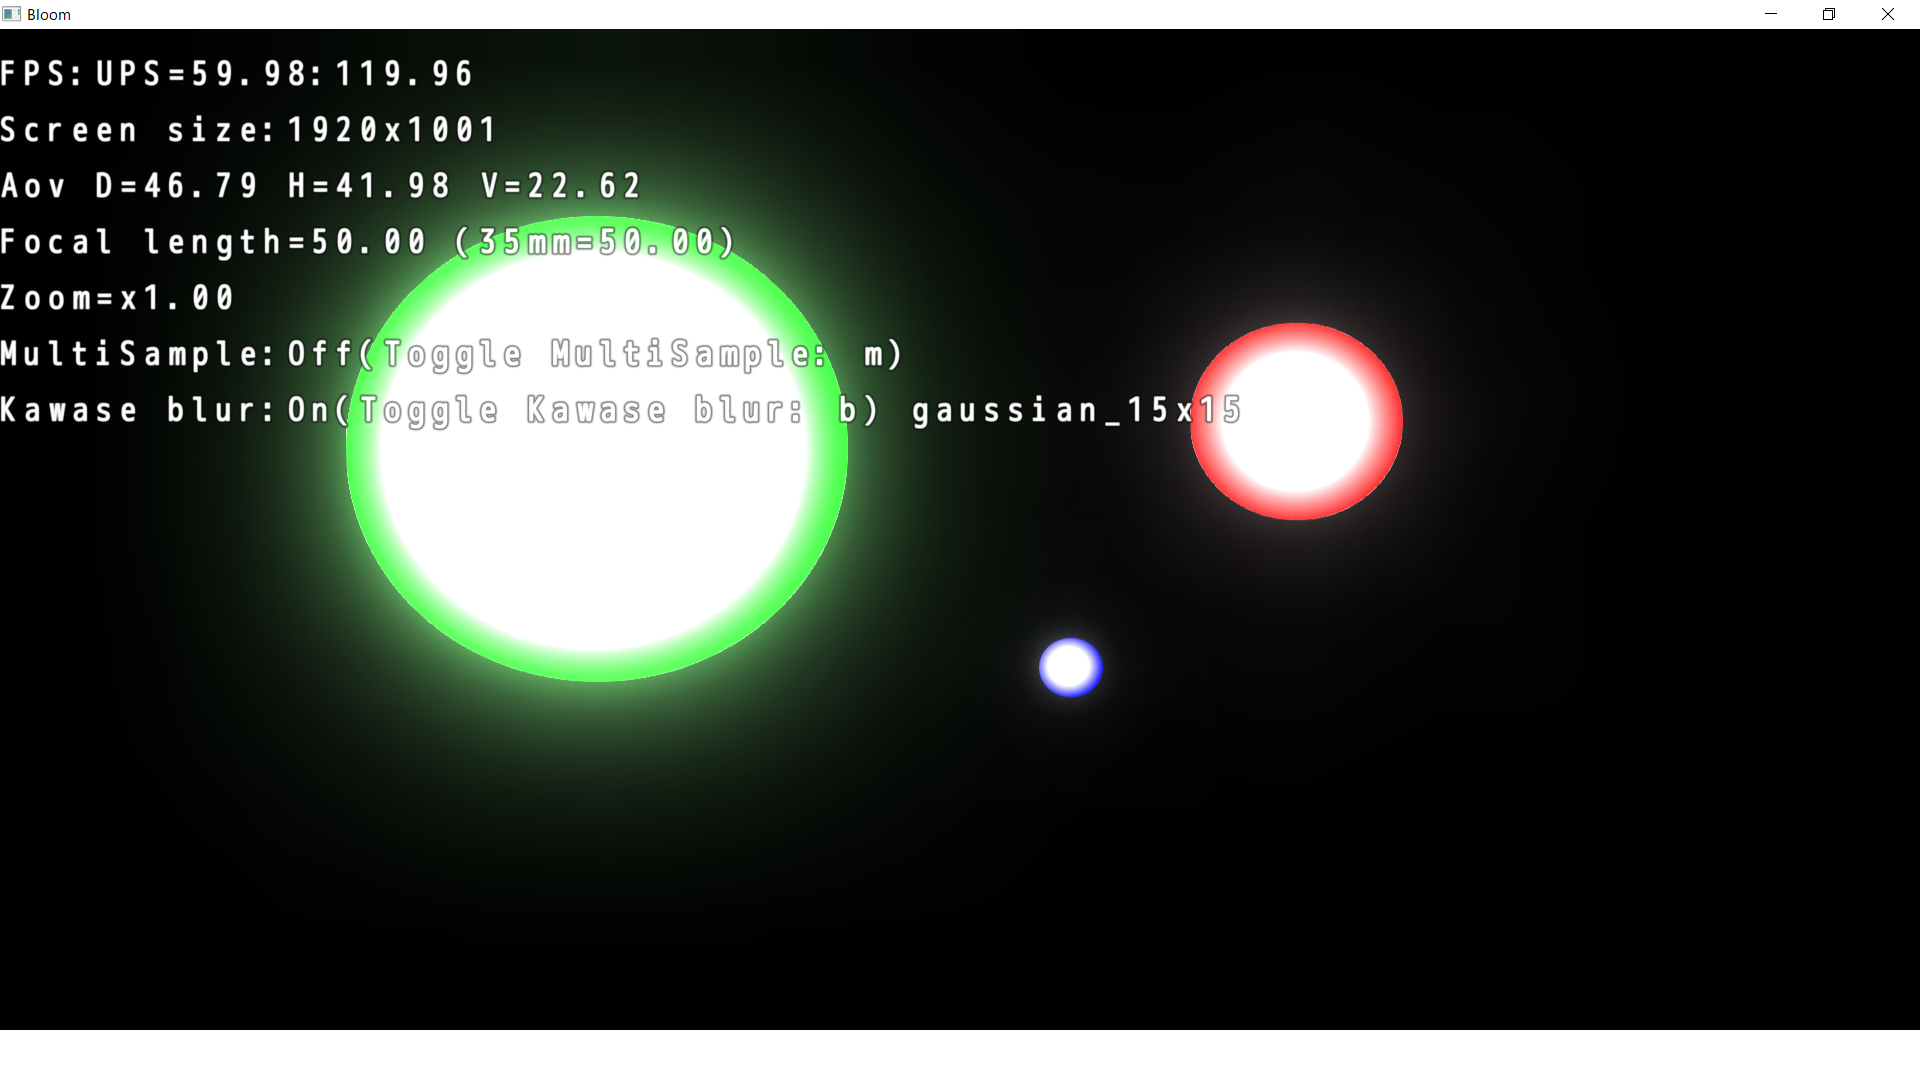 Bloom
FPS:UPS=59.98:119.96
Screen size:1920x1001
Aov D=46.79 H=41.98 V=22.62
Focal length=50.00 (35mm=50.00)
Zoom=x1.00
MultiSample:Off(Toggle MultiSample: m)
Kawase blur:On(Toggle Kawase blur: b) gaussian_15x15